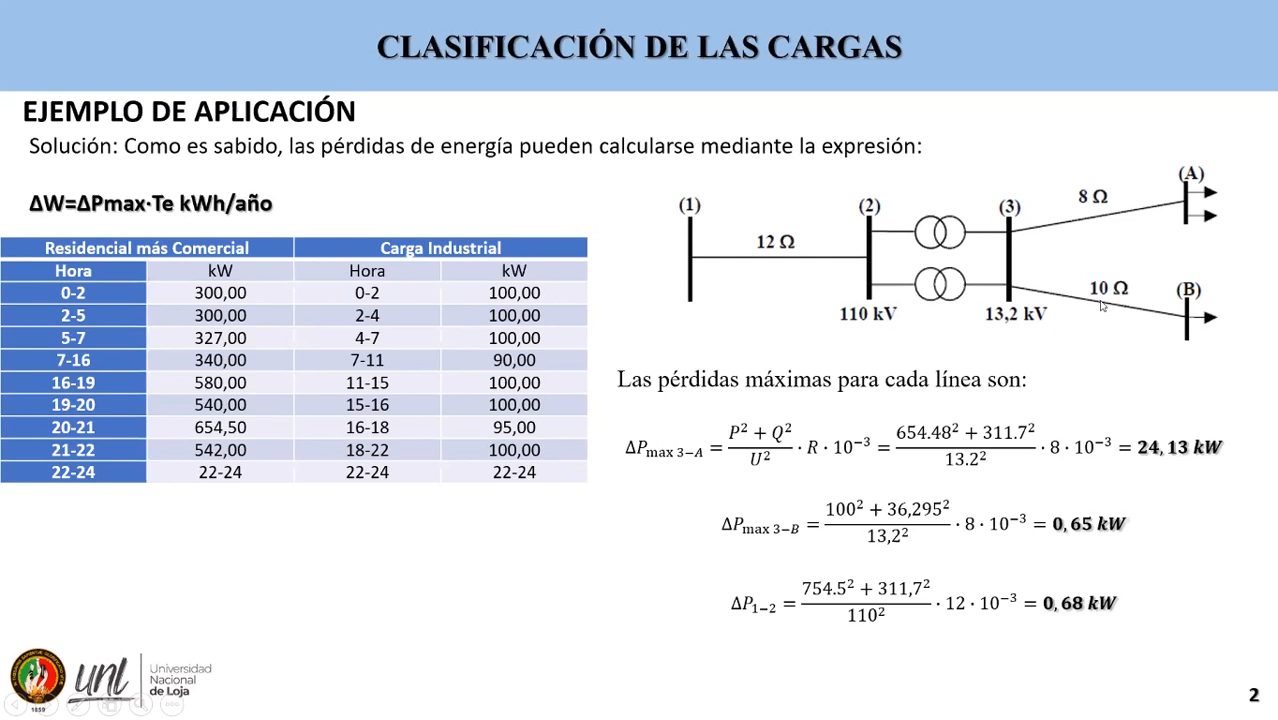 CLASIFICACIÓN DE LAS CARGAS
EJEMPLO DE APLICACIÓN
Solución: Como es sabido, las pérdidas de energía pueden calcularse mediante la expresión:
ΔW=ΔPmax·Te kWh/año
Residencial más Comercial Carga Industrial
Hora kW Hora kW
0-2 300,00 0-2 100,00
2-5 300,00 2-4 100,00
5-7 327,00 4-7 100,00
7-16 340,00 7-11 90,00
16-19 580,00 11-15 100,00
19-20 540,00 15-16 100,00
20-21 654,50 16-18 95,00
21-22 542,00 18-22 100,00
22-24 22-24 22-24 22-24
(1) (2) (3) (A)
12 Ω 8 Ω
10 Ω (B)
110 kV 13,2 kV
Las pérdidas máximas para cada línea son:
ΔP max 3−A = (P² + Q²) / U² · R · 10⁻³ = (654.48² + 311.7²) / 13.2² · 8 · 10⁻³ = 24,13 kW
ΔP max 3−B = (100² + 36,295²) / 13,2² · 8 · 10⁻³ = 0,65 kW
ΔP 1−2 = (754.5² + 311,7²) / 110² · 12 · 10⁻³ = 0,68 kW
1859
unl
Universidad
Nacional
de Loja
2